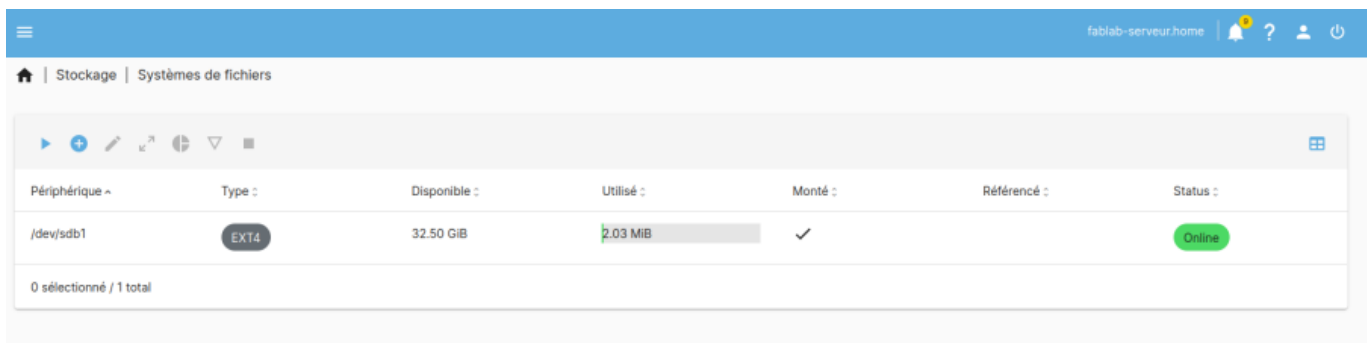 fablab-serveur.home | 9 ?
| Stockage | Systèmes de fichiers
Périphérique Type Disponible Utilisé Monté Référencé Status
/dev/sdb1 EXT4 32.50 GiB 2.03 MiB Online
0 sélectionné / 1 total